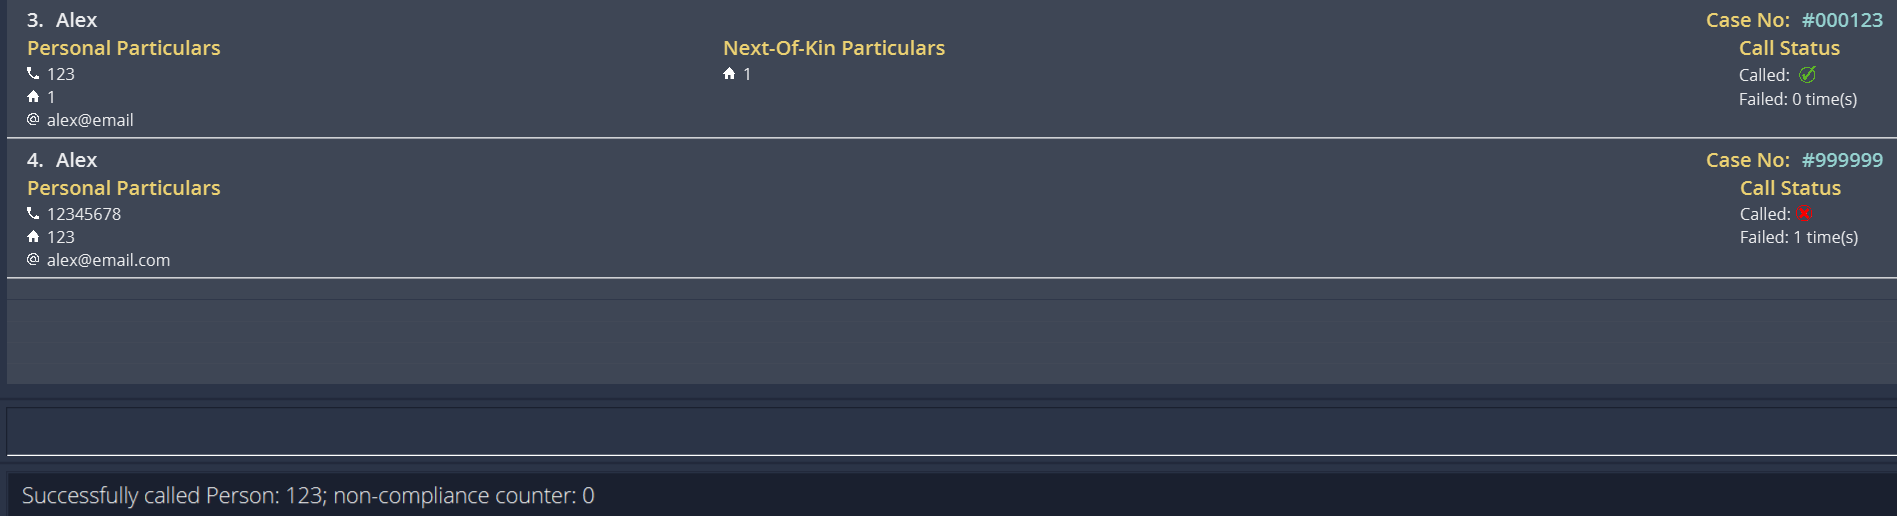 3. Alex Case No: #000123
Personal Particulars Next-Of-Kin Particulars Call Status
123 1 Called:
1 Failed: 0 time(s)
@ alex@email
4. Alex Case No: #999999
Personal Particulars Call Status
12345678 Called:
123 Failed: 1 time(s)
@ alex@email.com
Successfully called Person: 123; non-compliance counter: 0